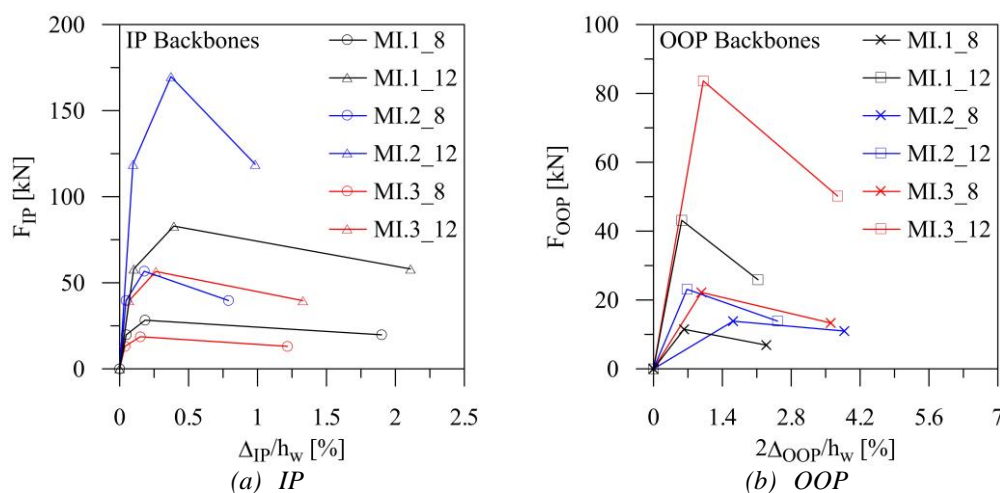 IP Backbones
MI.1_8
MI.1_12
MI.2_8
MI.2_12
MI.3_8
MI.3_12
200
150
100
50
0
F_IP [kN]
0 0.5 1 1.5 2 2.5
Δ_IP/h_w [%]
(a) IP
OOP Backbones
MI.1_8
MI.1_12
MI.2_8
MI.2_12
MI.3_8
MI.3_12
100
80
60
40
20
0
F_OOP [kN]
0 1.4 2.8 4.2 5.6 7
2Δ_OOP/h_w [%]
(b) OOP